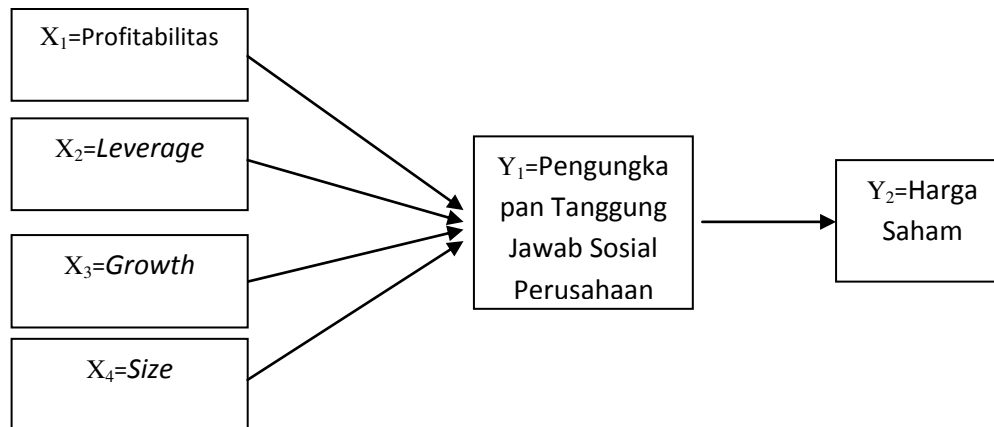 X₁=Profitabilitas
X₂=Leverage
X₃=Growth
X₄=Size
Y₁=Pengungka
pan Tanggung
Jawab Sosial
Perusahaan
Y₂=Harga
Saham